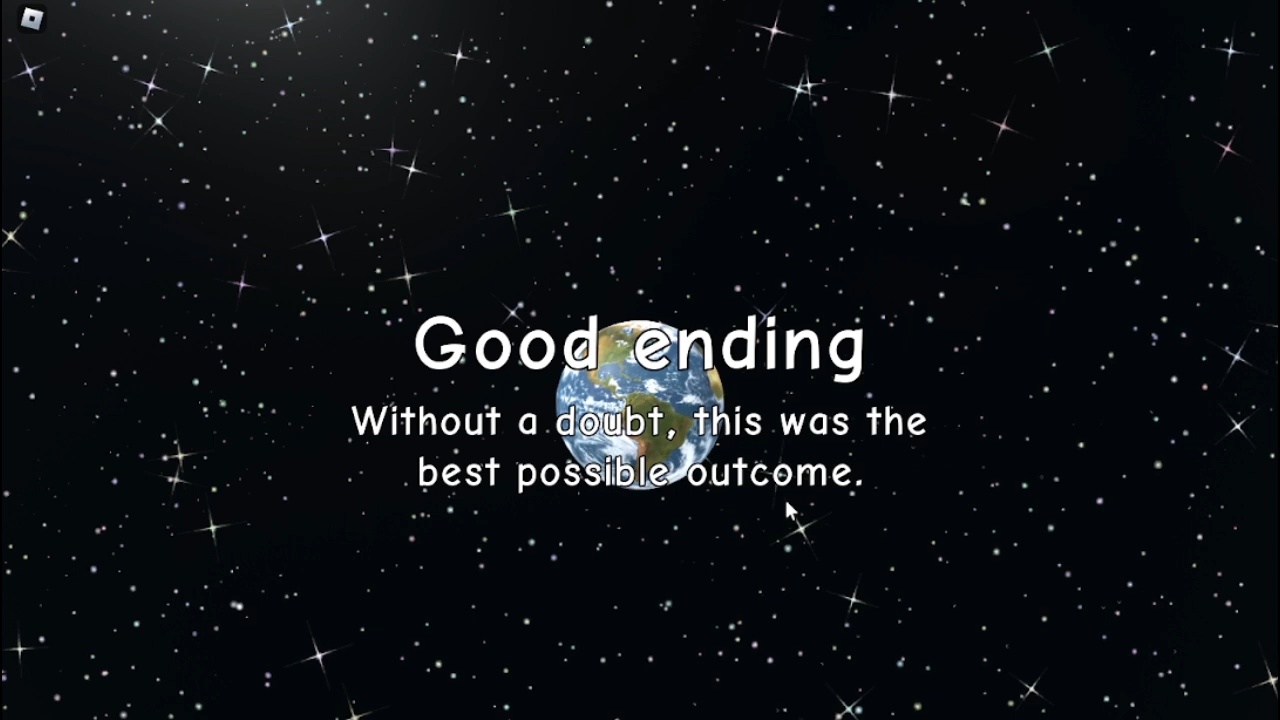 Good ending
Without a doubt, this was the
best possible outcome.